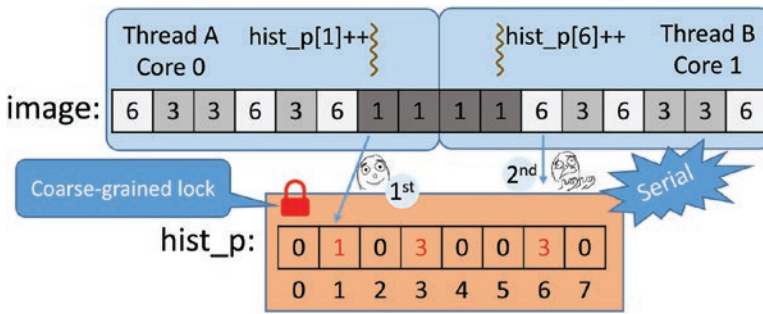 Thread A
Core 0
hist_p[1]++
hist_p[6]++
Thread B
Core 1
image: 6 3 3 6 3 6 1 1 1 1 6 3 6 3 3 6
Coarse-grained lock
1st
2nd
Serial
hist_p: 0 1 0 3 0 0 3 0
0 1 2 3 4 5 6 7